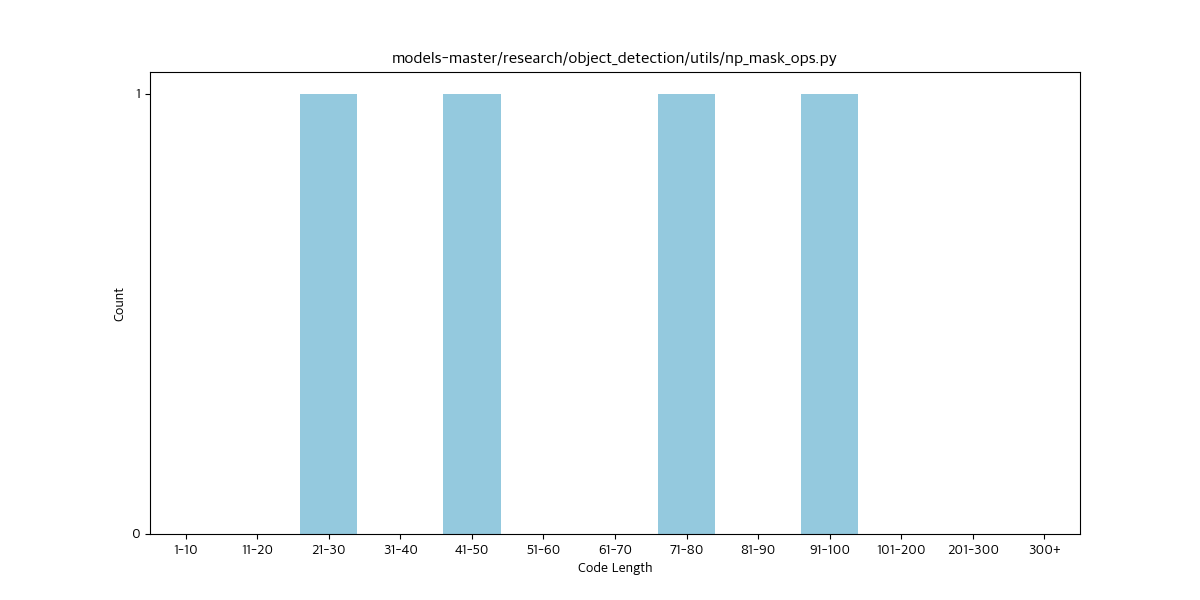 models-master/research/object_detection/utils/np_mask_ops.py
1
Count
0
1-10 11-20 21-30 31-40 41-50 51-60 61-70 71-80 81-90 91-100 101-200 201-300 300+
Code Length